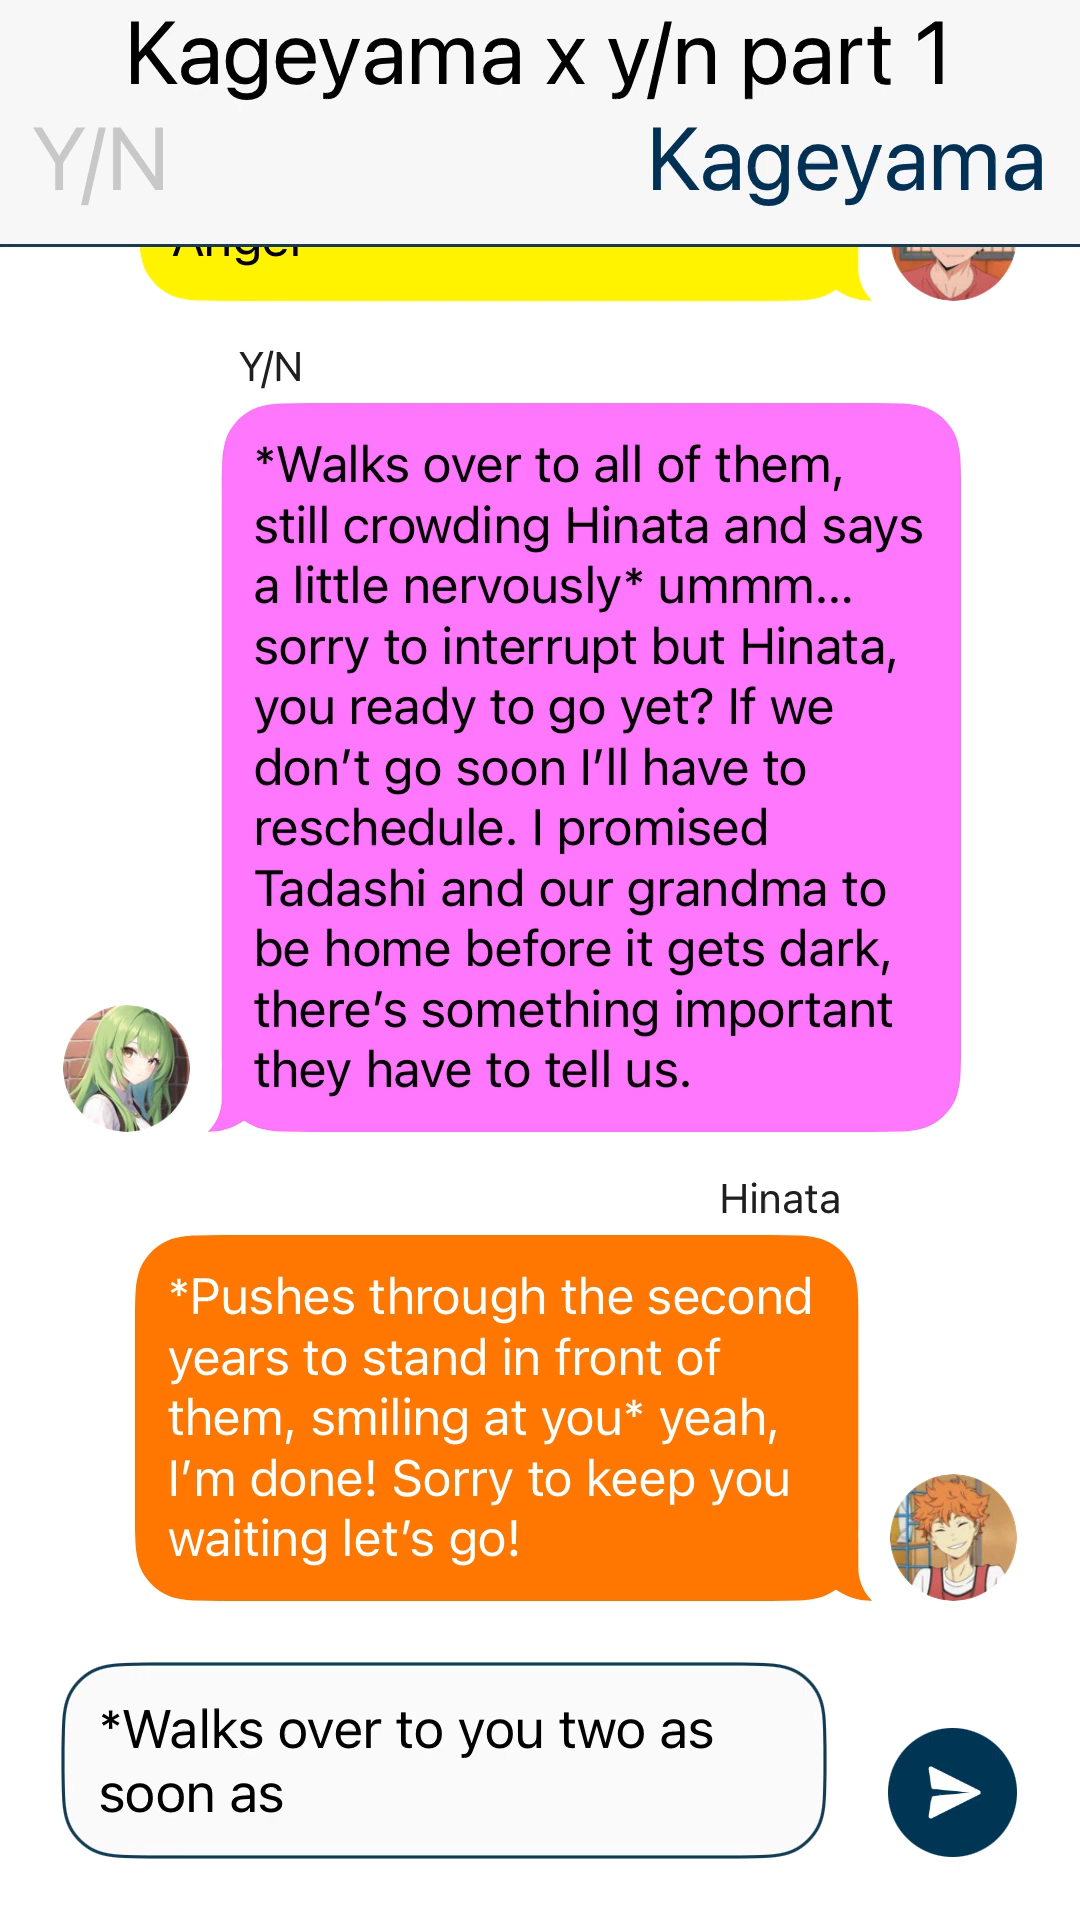 Kageyama x y/n part 1
Y/N Kageyama
Anger
Y/N
*Walks over to all of them,
still crowding Hinata and says
a little nervously* ummm...
sorry to interrupt but Hinata,
you ready to go yet? If we
don’t go soon I’ll have to
reschedule. I promised
Tadashi and our grandma to
be home before it gets dark,
there’s something important
they have to tell us.
Hinata
*Pushes through the second
years to stand in front of
them, smiling at you* yeah,
I’m done! Sorry to keep you
waiting let’s go!
*Walks over to you two as
soon as